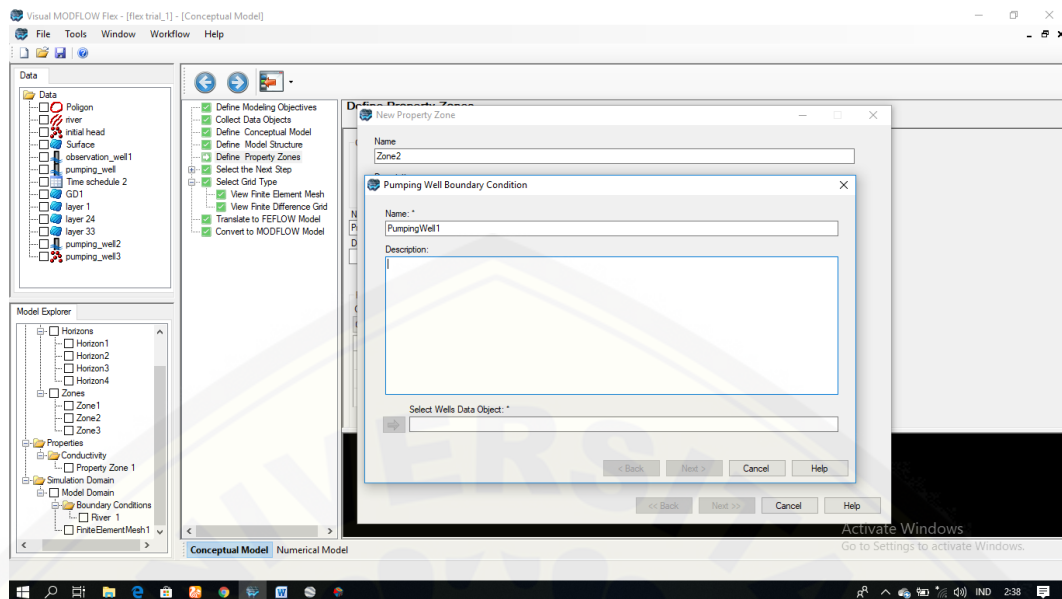 Visual MODFLOW Flex - [flex trial_1] - [Conceptual Model]
File Tools Window Workflow Help
Data
Data
Poligon
river
initial head
Surface
observation_well1
pumping_well
Time schedule 2
GD1
layer 1
layer 24
layer 33
pumping_well2
pumping_well3
Model Explorer
Horizons
Horizon1
Horizon2
Horizon3
Horizon4
Zones
Zone1
Zone2
Zone3
Properties
Conductivity
Property Zone 1
Simulation Domain
Model Domain
Boundary Conditions
River 1
FiniteElementMesh1
Define Modeling Objectives
Collect Data Objects
Define Conceptual Model
Define Model Structure
Define Property Zones
Select the Next Step
Select Grid Type
View Finite Element Mesh
View Finite Difference Grid
Translate to FEFLOW Model
Convert to MODFLOW Model
Define Property Zones
New Property Zone
Name
Zone2
Pumping Well Boundary Condition
Name: *
PumpingWell1
Description:
Select Wells Data Object: *
< Back Next > Cancel Help
<< Back Next >> Cancel Help
Activate Windows
Go to Settings to activate Windows.
Conceptual Model Numerical Model
IND 2:38